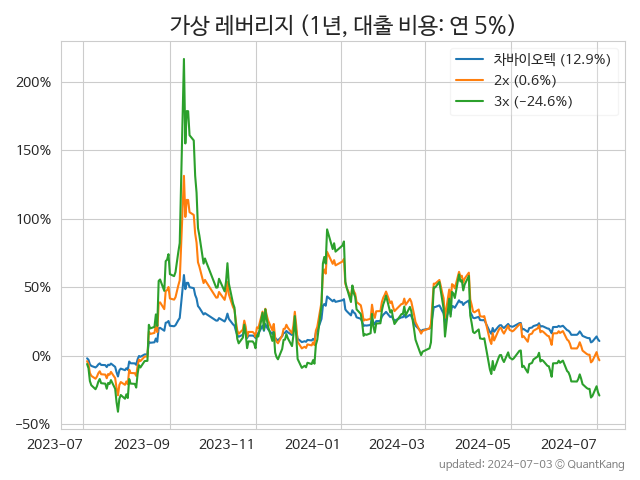 가상 레버리지 (1년, 대출 비용: 연 5%)
차바이오텍 (12.9%)
2x (0.6%)
3x (−24.6%)
200%
150%
100%
50%
0%
−50%
2023-07 2023-09 2023-11 2024-01 2024-03 2024-05 2024-07
updated: 2024-07-03 © QuantKang